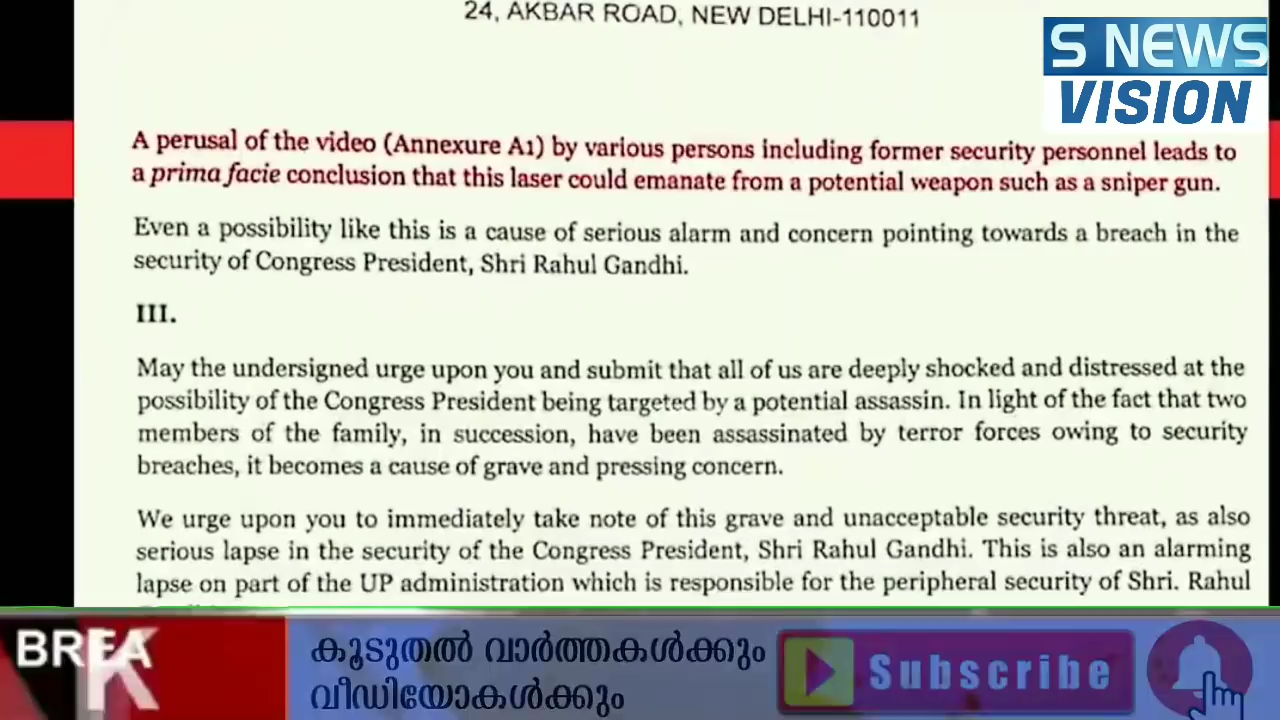 24, AKBAR ROAD, NEW DELHI-110011
S NEWS
VISION
A perusal of the video (Annexure A1) by various persons including former security personnel leads to
a prima facie conclusion that this laser could emanate from a potential weapon such as a sniper gun.
Even a possibility like this is a cause of serious alarm and concern pointing towards a breach in the
security of Congress President, Shri Rahul Gandhi.
III.
May the undersigned urge upon you and submit that all of us are deeply shocked and distressed at the
possibility of the Congress President being targeted by a potential assassin. In light of the fact that two
members of the family, in succession, have been assassinated by terror forces owing to security
breaches, it becomes a cause of grave and pressing concern.
We urge upon you to immediately take note of this grave and unacceptable security threat, as also
serious lapse in the security of the Congress President, Shri Rahul Gandhi. This is also an alarming
lapse on part of the UP administration which is responsible for the peripheral security of Shri. Rahul
കൂടുതൽ വാർത്തകൾക്കും
വീഡിയോകൾക്കും
Subscribe